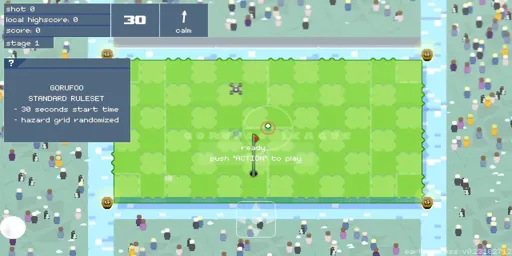 shot 0
local highscore: 0
score: 0
stage 1
30
calm
?
GORUFOO
STANDARD RULESET
- 30 seconds start time
- hazard grid randomized
ready
push "ACTION" to play